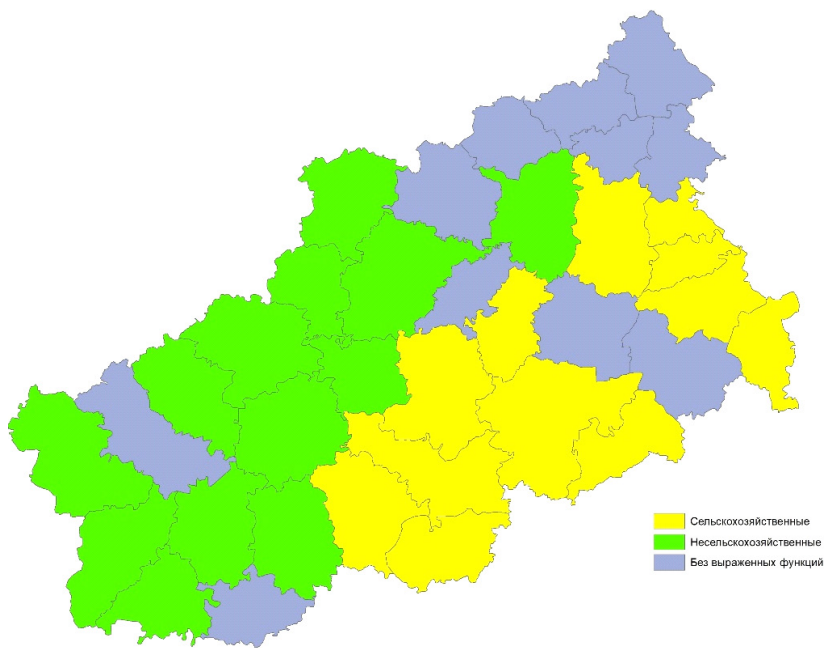 Сельскохозяйственные
Несельскохозяйственные
Без выраженных функций